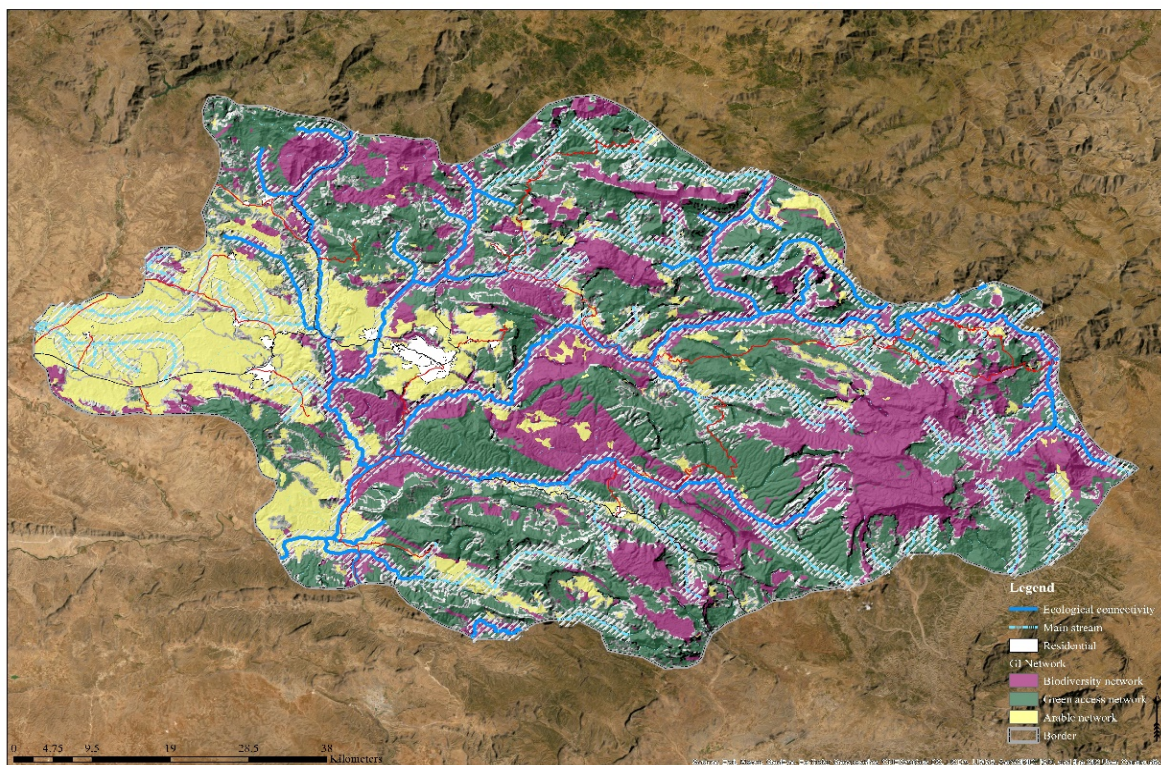 Legend
Ecological connectivity
Main stream
Residential
GI Network
Biodiversity network
Green access network
Arable network
Border
0 4.75 9.5 19 28.5 38
Kilometers